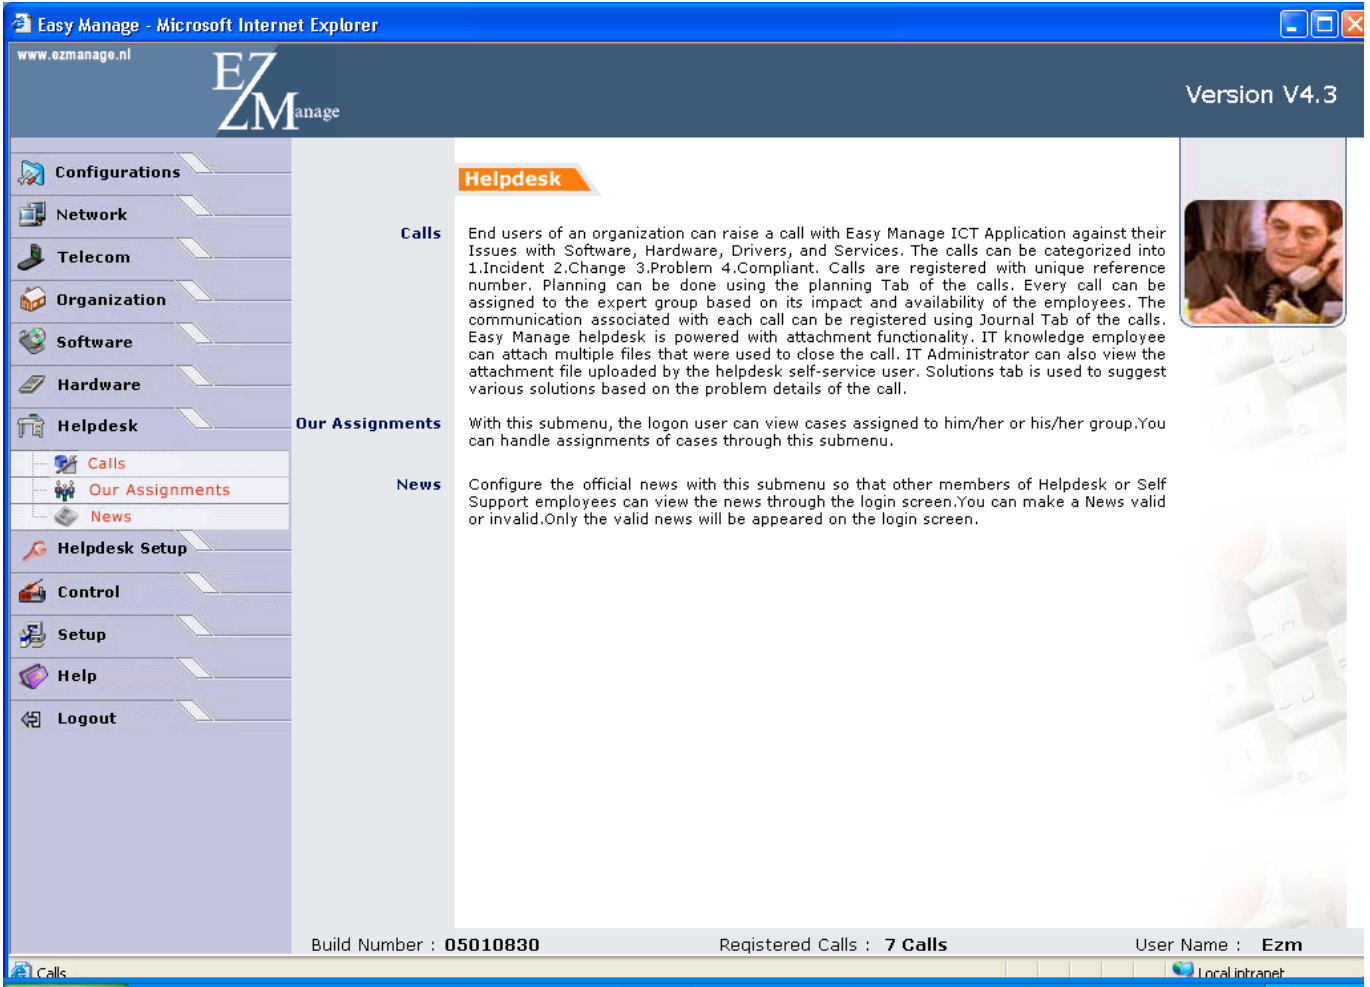 Easy Manage - Microsoft Internet Explorer
www.ezmanage.nl
EZ Manage
Version V4.3
Configurations
Network
Telecom
Organization
Software
Hardware
Helpdesk
Calls
Our Assignments
News
Helpdesk Setup
Control
Setup
Help
Logout
Helpdesk
Calls
End users of an organization can raise a call with Easy Manage ICT Application against their
Issues with Software, Hardware, Drivers, and Services. The calls can be categorized into
1.Incident 2.Change 3.Problem 4.Compliant. Calls are registered with unique reference
number. Planning can be done using the planning Tab of the calls. Every call can be
assigned to the expert group based on its impact and availability of the employees. The
communication associated with each call can be registered using Journal Tab of the calls.
Easy Manage helpdesk is powered with attachment functionality. IT knowledge employee
can attach multiple files that were used to close the call. IT Administrator can also view the
attachment file uploaded by the helpdesk self-service user. Solutions tab is used to suggest
various solutions based on the problem details of the call.
Our Assignments
With this submenu, the logon user can view cases assigned to him/her or his/her group.You
can handle assignments of cases through this submenu.
News
Configure the official news with this submenu so that other members of Helpdesk or Self
Support employees can view the news through the login screen.You can make a News valid
or invalid.Only the valid news will be appeared on the login screen.
Build Number : 05010830
Registered Calls : 7 Calls
User Name : Ezm
Calls
Local intranet